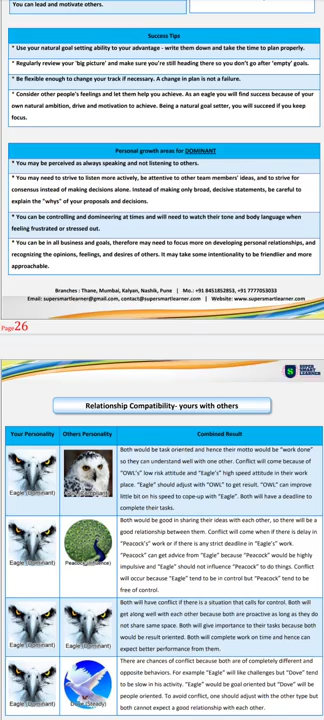 You can lead and motivate others.
Success Tips
* Use your natural goal setting ability to your advantage - write them down and take the time to plan properly.
* Regularly review your 'big picture' and make sure you're still heading there so you don't go after 'empty' goals.
* Be flexible enough to change your track if necessary. A change in plan is not a failure.
* Consider other people's feelings and let them help you achieve. As an eagle you will find success because of your
own natural ambition, drive and motivation to achieve. Being a natural goal setter, you will succeed if you keep
focus.
Personal growth areas for DOMINANT
* You may be perceived as always speaking and not listening to others.
* You may need to strive to listen more actively, be attentive to other team members' ideas, and to strive for
consensus instead of making decisions alone. Instead of making only broad, decisive statements, be careful to
explain the "whys" of your proposals and decisions.
* You can be controlling and domineering at times and will need to watch their tone and body language when
feeling frustrated or stressed out.
* You can be all business and goals, therefore may need to focus more on developing personal relationships, and
recognizing the opinions, feelings, and desires of others. It may take some intentionality to be friendlier and more
approachable.
Branches : Thane, Mumbai, Kalyan, Nashik, Pune | Mo.: +91 8451852853, +91 7777053033
Email: supersmartlearner@gmail.com, contact@supersmartlearner.com | Website: www.supersmartlearner.com
Page26
SUPER
SMART
LEARNER
Relationship Compatibility- yours with others
Your Personality Others Personality Combined Result
Both would be task oriented and hence their motto would be "work done"
so they can understand well with one other. Conflict will come because of
"OWL's" low risk attitude and "Eagle's" high speed attitude in their work
place. "Eagle" should adjust with "OWL" to get result. "OWL" can improve
little bit on his speed to cope-up with "Eagle". Both will have a deadline to
complete their tasks.
Eagle (Dominant)
Both would be good in sharing their ideas with each other, so there will be a
good relationship between them. Conflict will come when if there is delay in
"Peacock's" work or if there is any strict deadline in "Eagle's" work.
"Peacock" can get advice from "Eagle" because "Peacock" would be highly
impulsive and "Eagle" should not influence "Peacock" to do things. Conflict
will occur because "Eagle" tend to be in control but "Peacock" tend to be
free of control.
Eagle (Dominant) Peacock (Influence)
Both will have conflict if there is a situation that calls for control. Both will
get along well with each other because both are proactive as long as they do
not share same space. Both will give importance to their tasks because both
would be result oriented. Both will complete work on time and hence can
expect better performance from them.
Eagle (Dominant) Eagle (Dominant)
There are chances of conflict because both are of completely different and
opposite behaviors. For example "Eagle" will like challenges but "Dove" tend
to be slow in his activity. "Eagle" would be goal oriented but "Dove" will be
people oriented. To avoid conflict, one should adjust with the other type but
both cannot expect a good relationship with each other.
Eagle (Dominant) Dove (Steady)